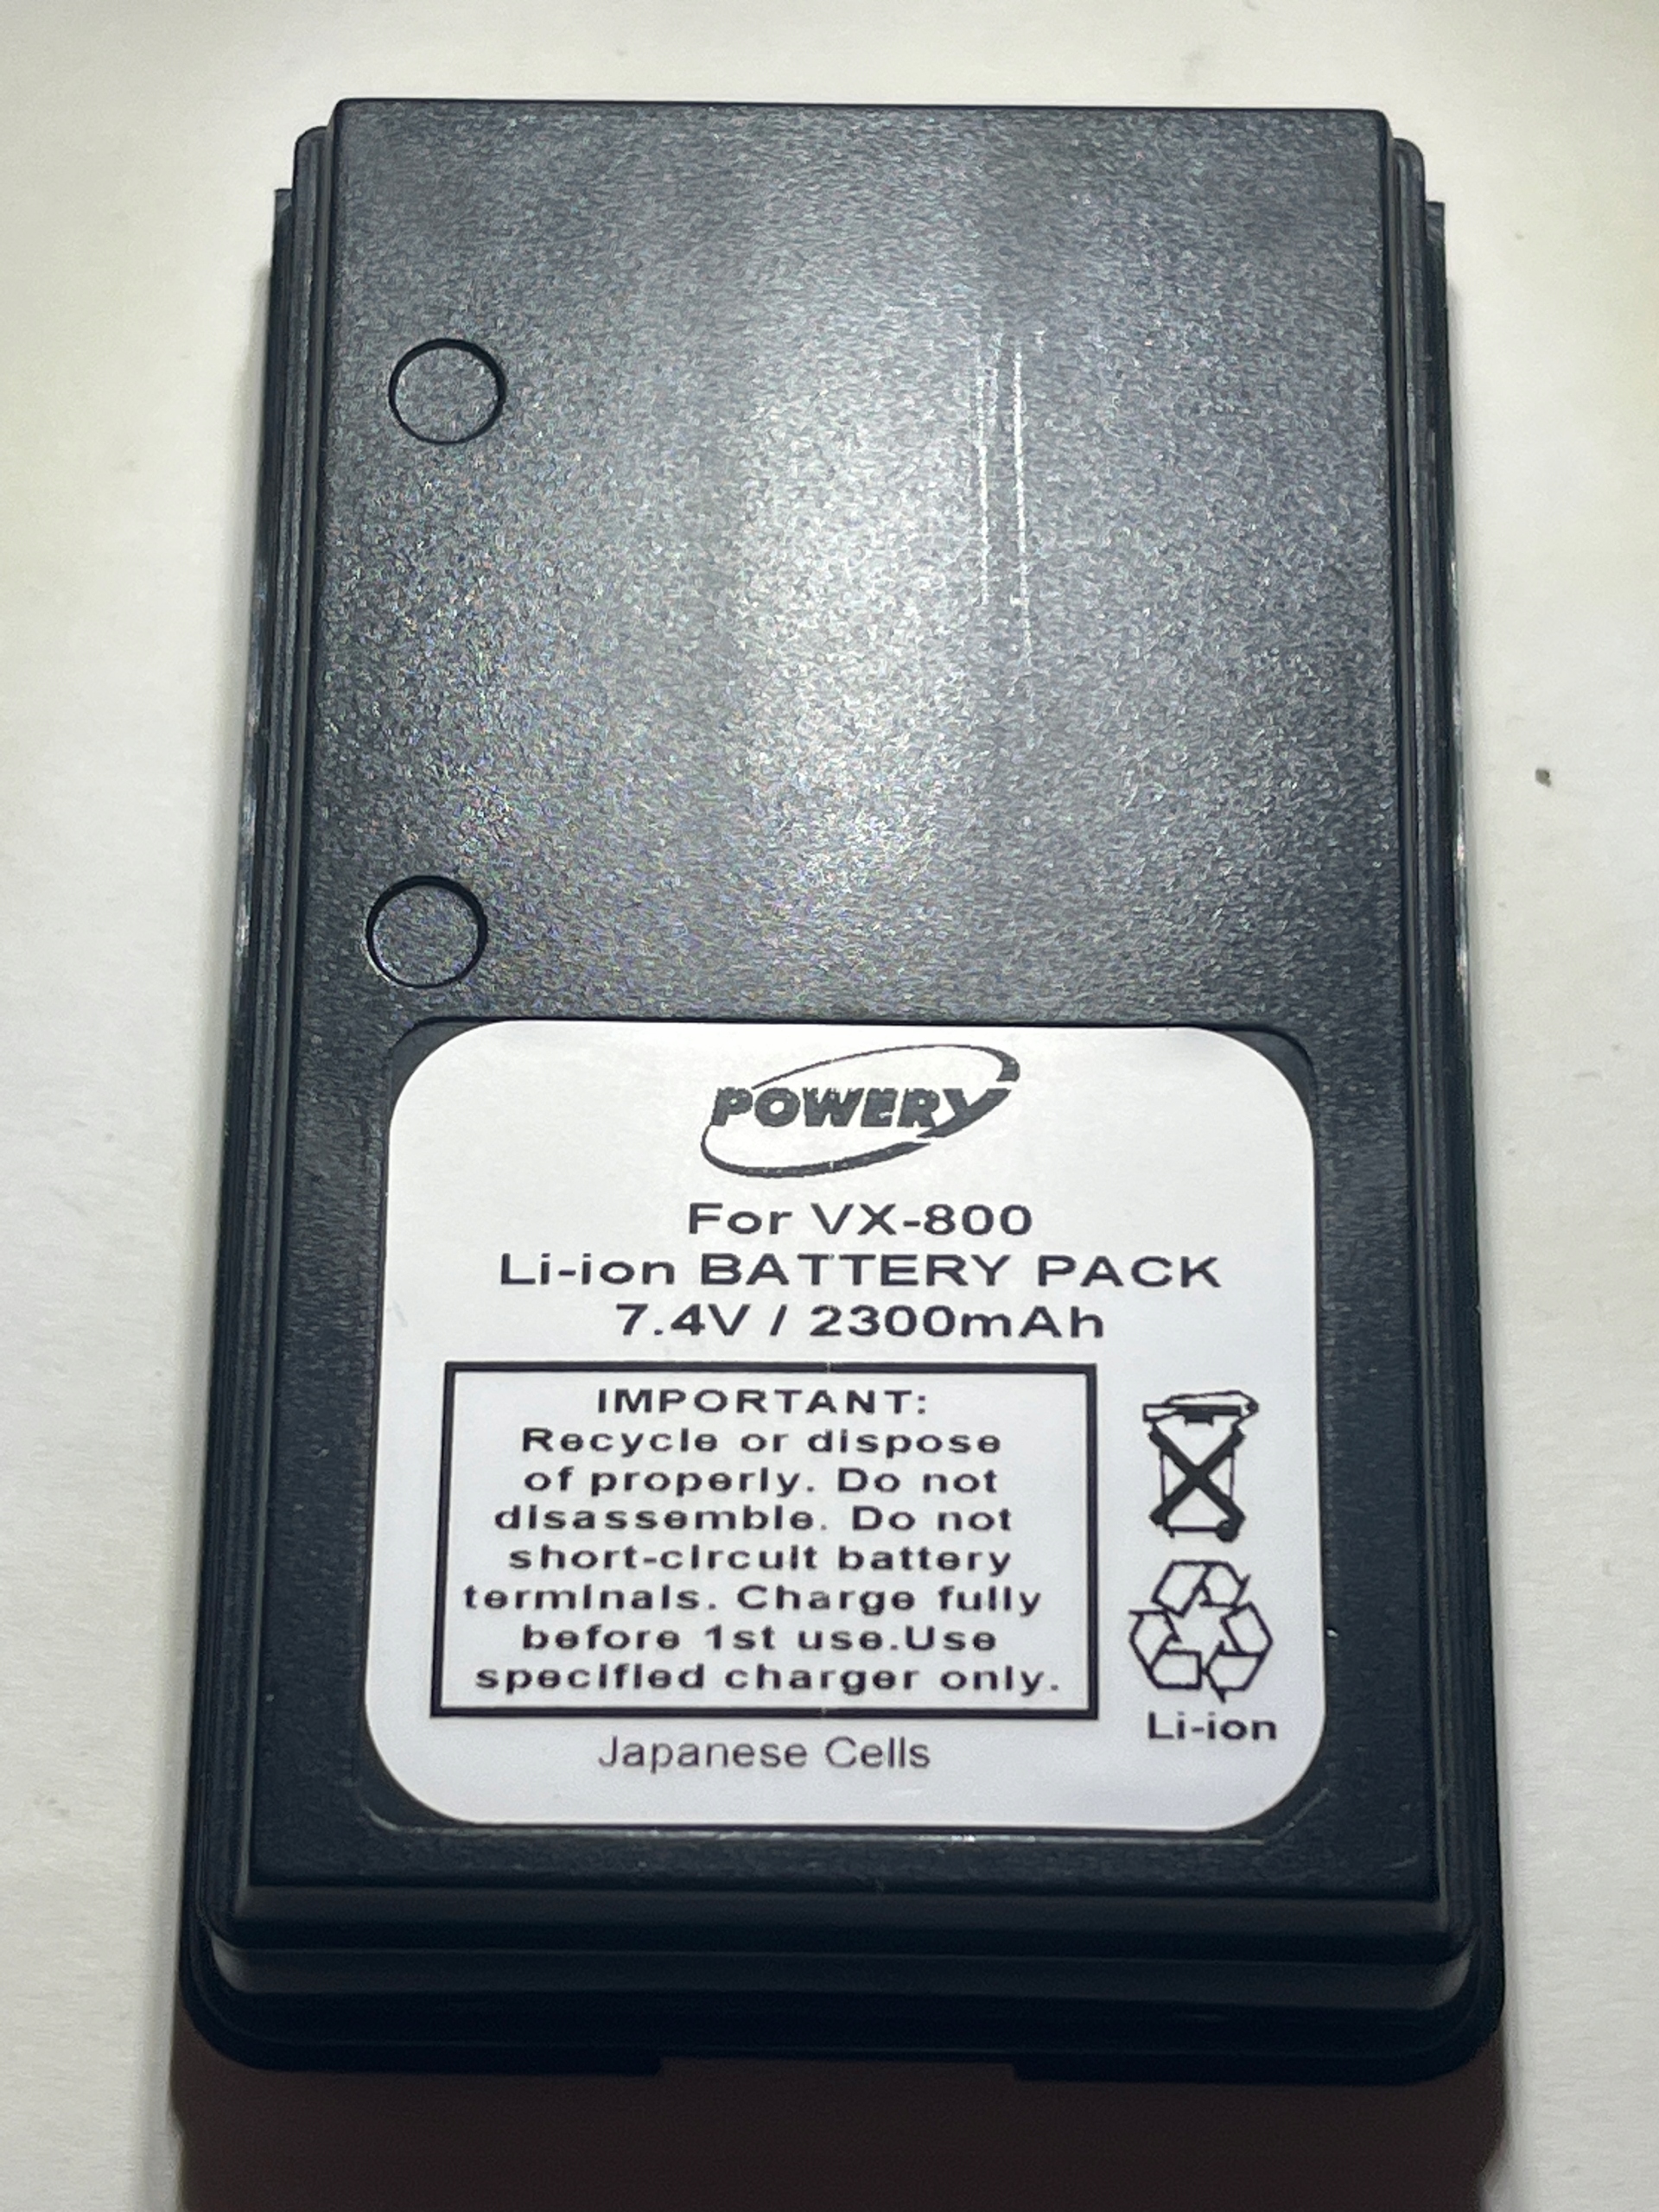 POWERY
For VX-800
Li-ion BATTERY PACK
7.4V / 2300mAh
IMPORTANT:
Recycle or dispose
of properly. Do not
disassemble. Do not
short-circuit battery
terminals. Charge fully
before 1st use.Use
specified charger only.
Li-ion
Japanese Cells